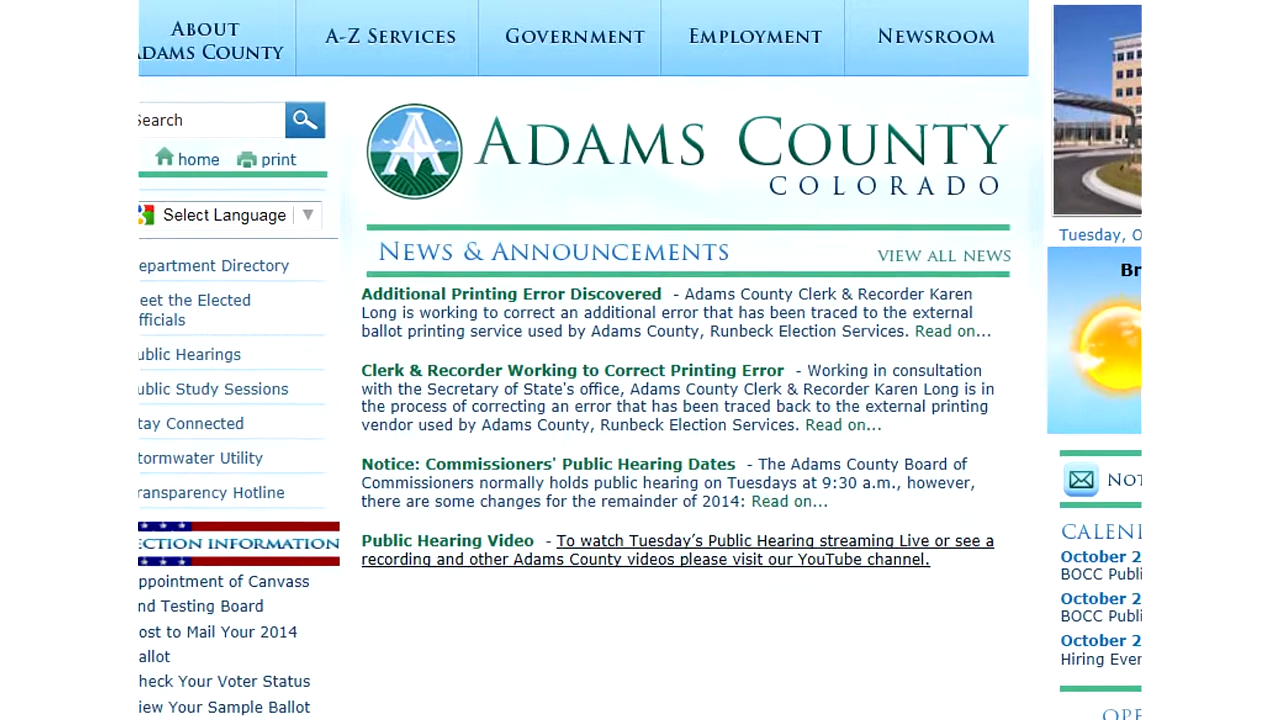 About
Adams County
A-Z Services
Government
Employment
Newsroom
Search
home print
Select Language ▼
epartment Directory
eet the Elected
fficials
ublic Hearings
ublic Study Sessions
tay Connected
tormwater Utility
ransparency Hotline
ECTION INFORMATION
ppointment of Canvass
nd Testing Board
ost to Mail Your 2014
allot
heck Your Voter Status
iew Your Sample Ballot
Adams County
COLORADO
News & Announcements
VIEW ALL NEWS
Additional Printing Error Discovered - Adams County Clerk & Recorder Karen
Long is working to correct an additional error that has been traced to the external
ballot printing service used by Adams County, Runbeck Election Services. Read on...
Clerk & Recorder Working to Correct Printing Error - Working in consultation
with the Secretary of State's office, Adams County Clerk & Recorder Karen Long is in
the process of correcting an error that has been traced back to the external printing
vendor used by Adams County, Runbeck Election Services. Read on...
Notice: Commissioners' Public Hearing Dates - The Adams County Board of
Commissioners normally holds public hearing on Tuesdays at 9:30 a.m., however,
there are some changes for the remainder of 2014: Read on...
Public Hearing Video - To watch Tuesday’s Public Hearing streaming Live or see a
recording and other Adams County videos please visit our YouTube channel.
Tuesday, O
Br
Not
CALEN
October 2
BOCC Publi
October 2
BOCC Publi
October 2
Hiring Ever
OPE